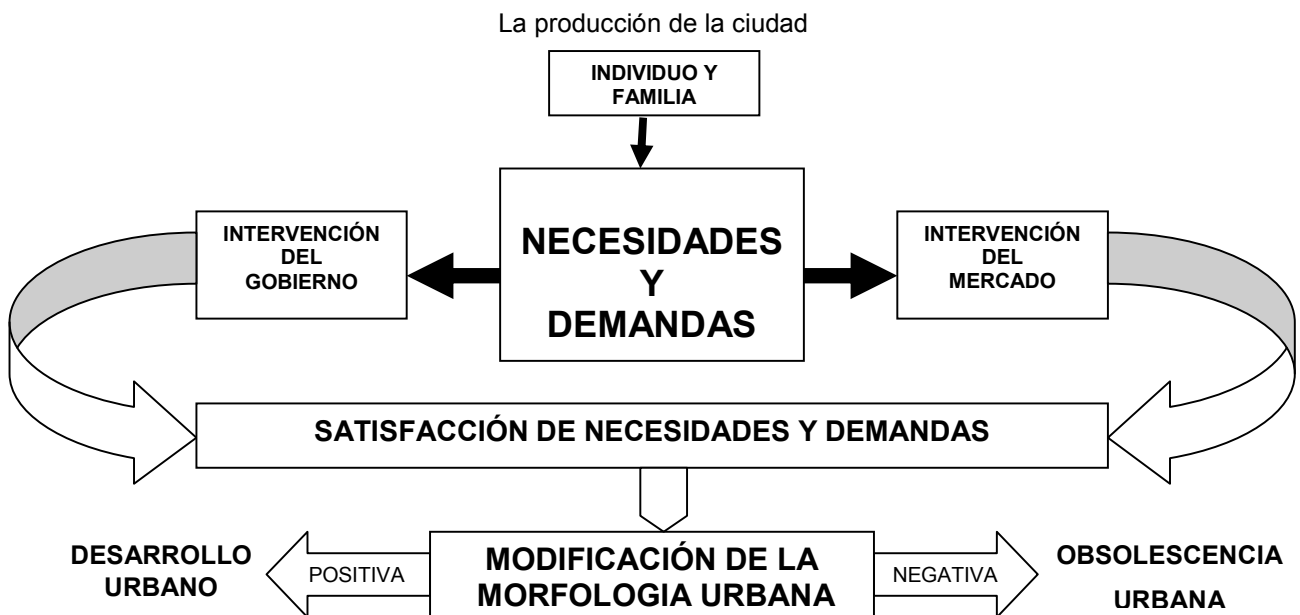 La producción de la ciudad
INDIVIDUO Y
FAMILIA
INTERVENCIÓN
DEL
GOBIERNO
NECESIDADES
Y
DEMANDAS
INTERVENCIÓN
DEL
MERCADO
SATISFACCIÓN DE NECESIDADES Y DEMANDAS
DESARROLLO
URBANO
POSITIVA
MODIFICACIÓN DE LA
MORFOLOGIA URBANA
NEGATIVA
OBSOLESCENCIA
URBANA